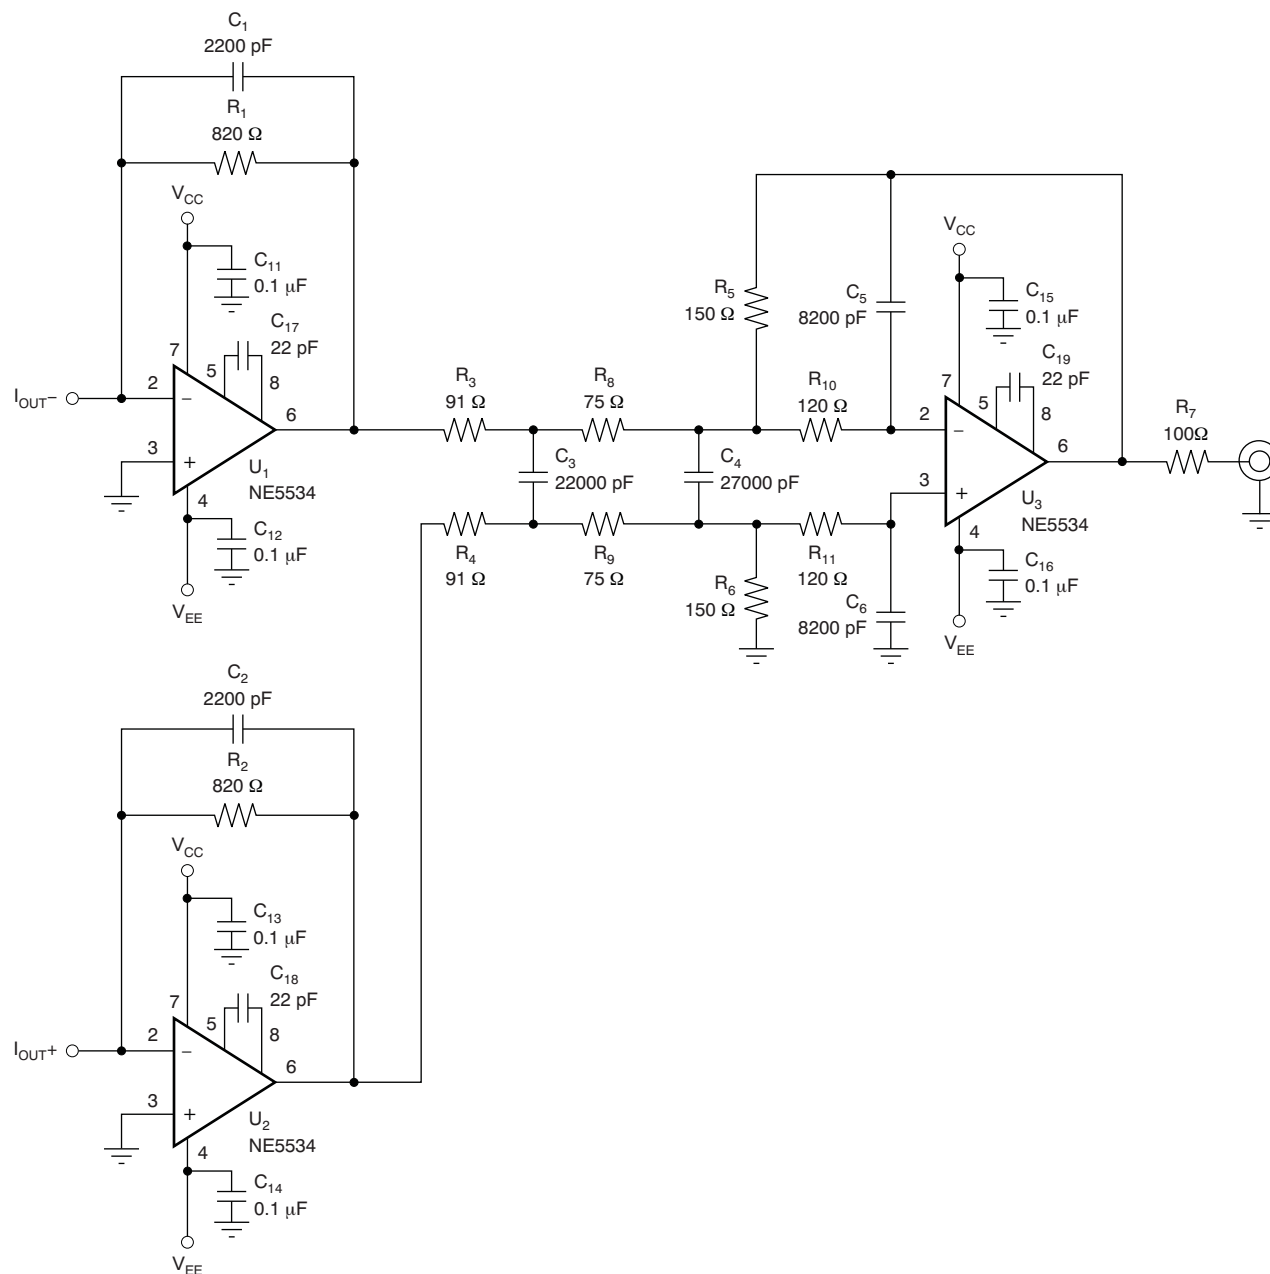 C1
2200 pF
R1
820 Ω
VCC
C11
0.1 μF
C17
22 pF
7
5
8
IOUT–
2
–
6
3
+
U1
NE5534
4
C12
0.1 μF
VEE
R3
91 Ω
R8
75 Ω
C3
22000 pF
C4
27000 pF
R4
91 Ω
R9
75 Ω
R5
150 Ω
C5
8200 pF
R10
120 Ω
R11
120 Ω
R6
150 Ω
C6
8200 pF
VCC
C15
0.1 μF
C19
22 pF
7
5
8
2
–
6
3
+
U3
NE5534
4
C16
0.1 μF
VEE
R7
100Ω
C2
2200 pF
R2
820 Ω
VCC
C13
0.1 μF
C18
22 pF
7
5
8
IOUT+
2
–
6
3
+
U2
NE5534
4
C14
0.1 μF
VEE